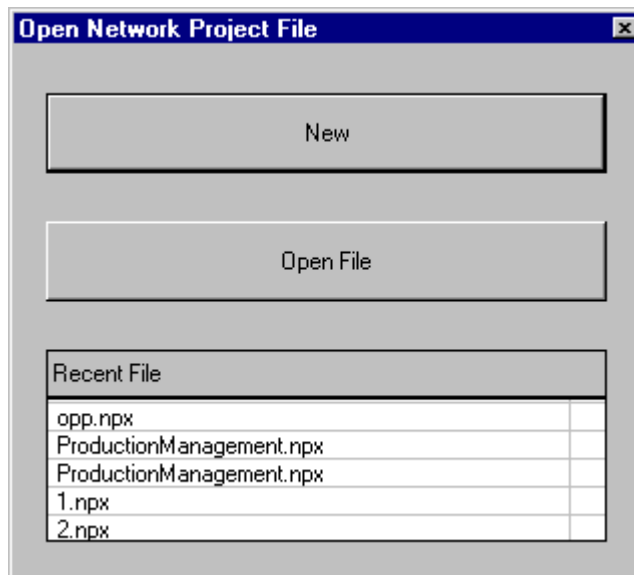 Open Network Project File
New
Open File
Recent File
opp.npx
ProductionManagement.npx
ProductionManagement.npx
1.npx
2.npx